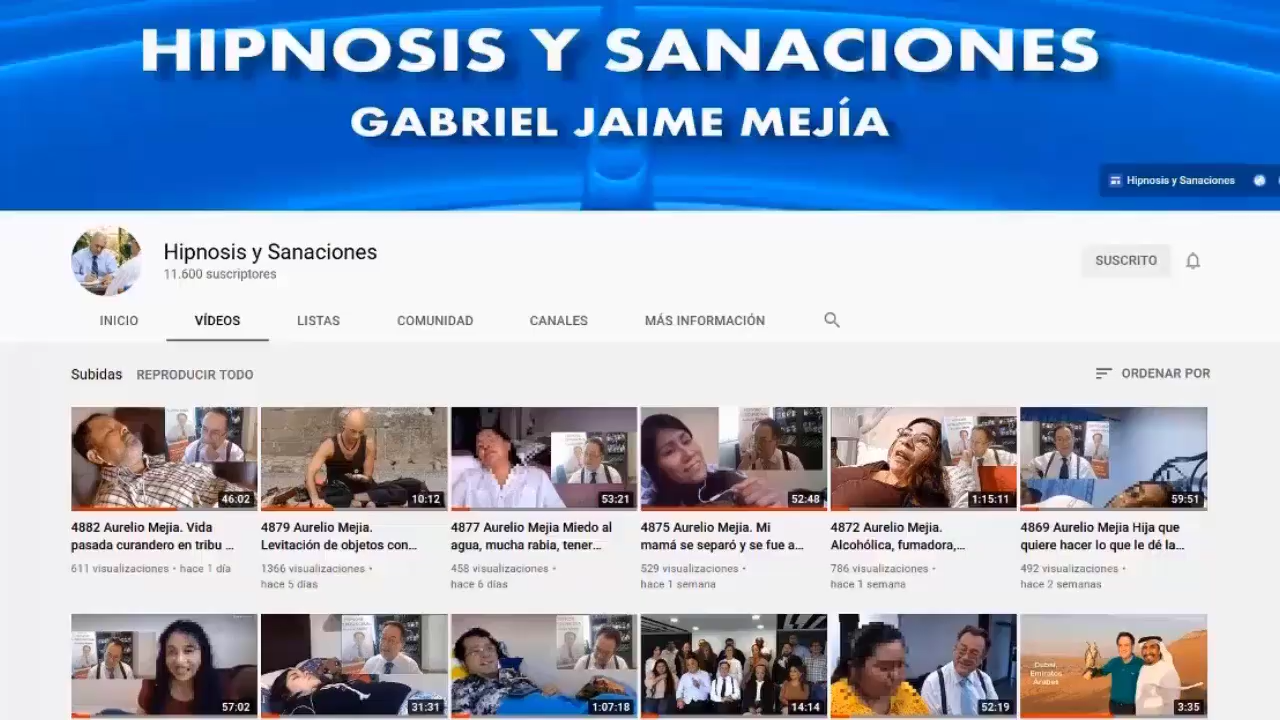 HIPNOSIS Y SANACIONES
GABRIEL JAIME MEJÍA
Hipnosis y Sanaciones
Hipnosis y Sanaciones
11.600 suscriptores
SUSCRITO
INICIO VÍDEOS LISTAS COMUNIDAD CANALES MÁS INFORMACIÓN
Subidas REPRODUCIR TODO
ORDENAR POR
46:02 10:12 53:21 52:48 1:15:11 59:51
4882 Aurelio Mejia. Vida
pasada curandero en tribu ...
611 visualizaciones • hace 1 día
4879 Aurelio Mejia.
Levitación de objetos con...
1366 visualizaciones •
hace 5 días
4877 Aurelio Mejia Miedo al
agua, mucha rabia, tener...
458 visualizaciones •
hace 6 días
4875 Aurelio Mejia. Mi
mamá se separó y se fue a...
529 visualizaciones •
hace 1 semana
4872 Aurelio Mejia.
Alcohólica, fumadora,...
786 visualizaciones •
hace 1 semana
4869 Aurelio Mejia Hija que
quiere hacer lo que le dé la...
492 visualizaciones •
hace 2 semanas
Dubai,
Emiratos
Árabes
57:02 31:31 1:07:18 14:14 52:19 3:35